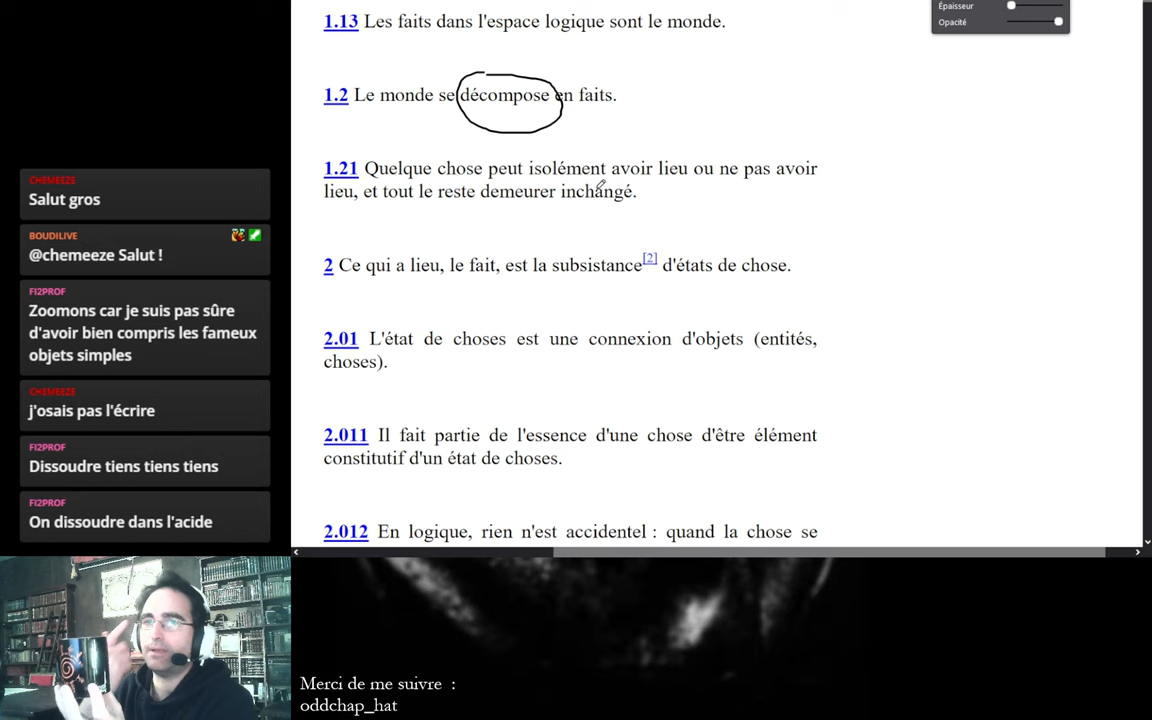 Épaisseur
Opacité
1.13 Les faits dans l'espace logique sont le monde.
1.2 Le monde se décompose en faits.
1.21 Quelque chose peut isolément avoir lieu ou ne pas avoir
lieu, et tout le reste demeurer inchangé.
2 Ce qui a lieu, le fait, est la subsistance[2] d'états de chose.
2.01 L'état de choses est une connexion d'objets (entités,
choses).
2.011 Il fait partie de l'essence d'une chose d'être élément
constitutif d'un état de choses.
2.012 En logique, rien n'est accidentel : quand la chose se
CHEMEEZE
Salut gros
BOUDILIVE
@chemeeze Salut !
FI2PROF
Zoomons car je suis pas sûre
d'avoir bien compris les fameux
objets simples
CHEMEEZE
j'osais pas l'écrire
FI2PROF
Dissoudre tiens tiens tiens
FI2PROF
On dissoudre dans l'acide
Merci de me suivre :
oddchap_hat